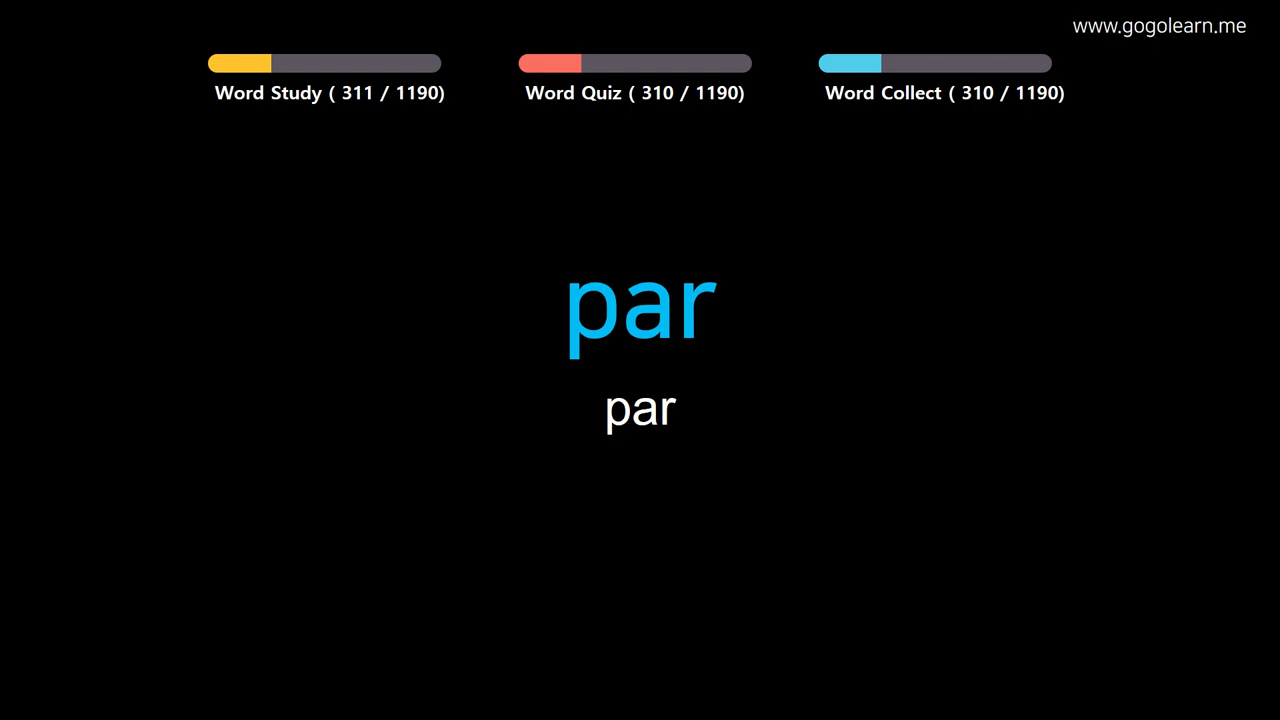 www.gogolearn.me
Word Study ( 311 / 1190)
Word Quiz ( 310 / 1190)
Word Collect ( 310 / 1190)
par
par